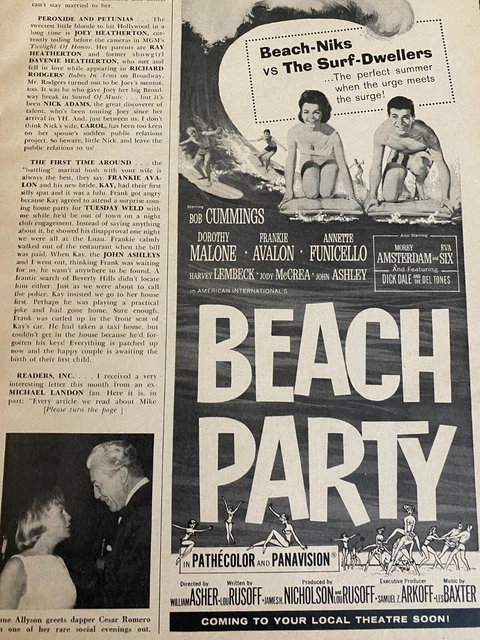 can't stay married to her.
PEROXIDE AND PETUNIAS . . . The
sweetest little blonde to hit Hollywood in a
long time is JOEY HEATHERTON, cur-
rently toiling before the cameras in MGM's
Twilight Of Honor. Her parents are RAY
HEATHERTON and former showgirl
DAVENIE HEATHERTON, who met and
fell in love while appearing in RICHARD
RODGERS' Babes In Arms on Broadway.
Mr. Rodgers turned out to be Joey's mentor,
too. It was he who gave Joey her big Broad-
way break in Sound Of Music . . . but it's
been NICK ADAMS, the great discoverer of
talent, who's been touting Joey since her
arrival in YH. And, just between us, I don't
think Nick's wife, CAROL, has been too keen
on her spouse's sudden public relations
project. So beware, little Nick, and leave the
public relations to us!
THE FIRST TIME AROUND . . . the
"battling" marital bush with your wife is
always the best, they say. FRANKIE AVA-
LON and his new bride, KAY, had their first
silly spat and it was a lulu. Frank got angry
because Kay agreed to attend a surprise com-
ing home party for TUESDAY WELD with
me while he'd be out of town on a night
club engagement. Instead of saying anything
about it, he showed his disapproval one night
we were all at the Luau. Frankie calmly
walked out of the restaurant when the bill
was paid. When Kay, the JOHN ASHLEYS
and I went out, thinking Frank was waiting
for us, he wasn't anywhere to be found. A
frantic search of Beverly Hills didn't locate
him either. Just as we were about to call
the police, Kay insisted we go to her house
first. Perhaps he was playing a practical
joke and had gone home. Sure enough,
Frank was curled up in the front seat of
Kay's car. He had taken a taxi home, but
couldn't get in the house because he'd for-
gotten his keys! Everything is patched up
now and the happy couple is awaiting the
birth of their first child.
READERS, INC. . . . I received a very
interesting letter this month from an ex-
MICHAEL LANDON fan. Here it is, in
part: "Every article we read about Mike
[Please turn the page]
une Allyson greets dapper Cesar Romero
n one of her rare social evenings out.
Beach-Niks
vs The Surf-Dwellers
...The perfect summer
when the urge meets
the surge!
Starring
BOB CUMMINGS
DOROTHY MALONE · FRANKIE AVALON · ANNETTE FUNICELLO
HARVEY LEMBECK · JODY McCREA · JOHN ASHLEY
Also Starring
MOREY AMSTERDAM AND EVA SIX
And Featuring
DICK DALE AND THE DEL TONES
in AMERICAN INTERNATIONAL'S
BEACH
PARTY
IN PATHÉCOLOR AND PANAVISION
Directed by WILLIAM ASHER · Written by LOU RUSOFF · Produced by JAMES H. NICHOLSON and LOU RUSOFF · Executive Producer SAMUEL Z. ARKOFF · Music by LES BAXTER
COMING TO YOUR LOCAL THEATRE SOON!